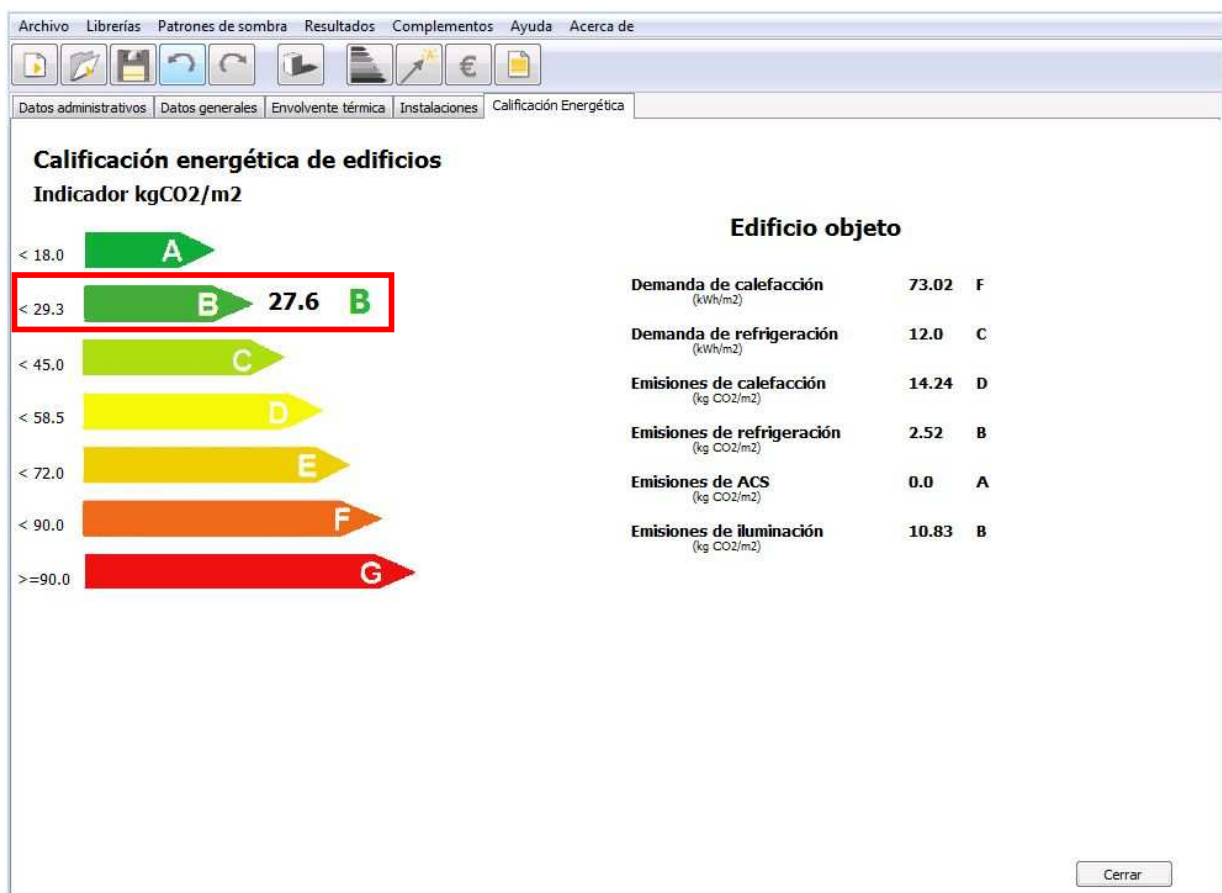 Archivo Librerías Patrones de sombra Resultados Complementos Ayuda Acerca de
€
Datos administrativos Datos generales Envolvente térmica Instalaciones Calificación Energética
Calificación energética de edificios
Indicador kgCO2/m2
< 18.0 A
< 29.3 B 27.6 B
< 45.0 C
< 58.5 D
< 72.0 E
< 90.0 F
>=90.0 G
Edificio objeto
Demanda de calefacción 73.02 F
(kWh/m2)
Demanda de refrigeración 12.0 C
(kWh/m2)
Emisiones de calefacción 14.24 D
(kg CO2/m2)
Emisiones de refrigeración 2.52 B
(kg CO2/m2)
Emisiones de ACS 0.0 A
(kg CO2/m2)
Emisiones de iluminación 10.83 B
(kg CO2/m2)
Cerrar